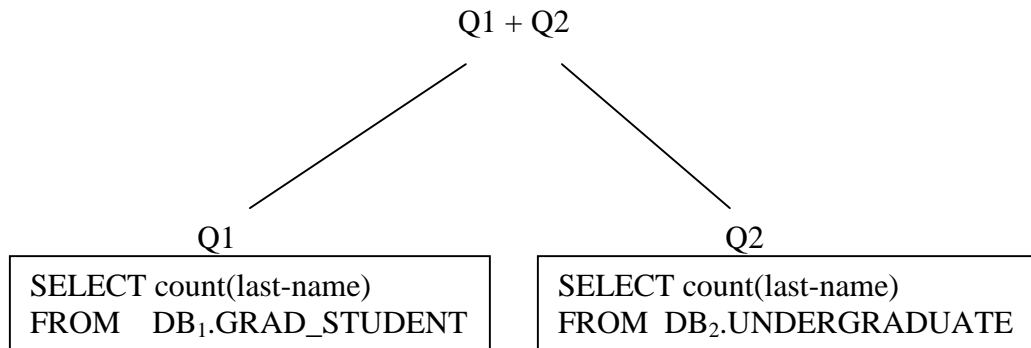 Q1 + Q2
Q1
SELECT count(last-name)
FROM DB₁.GRAD_STUDENT
Q2
SELECT count(last-name)
FROM DB₂.UNDERGRADUATE